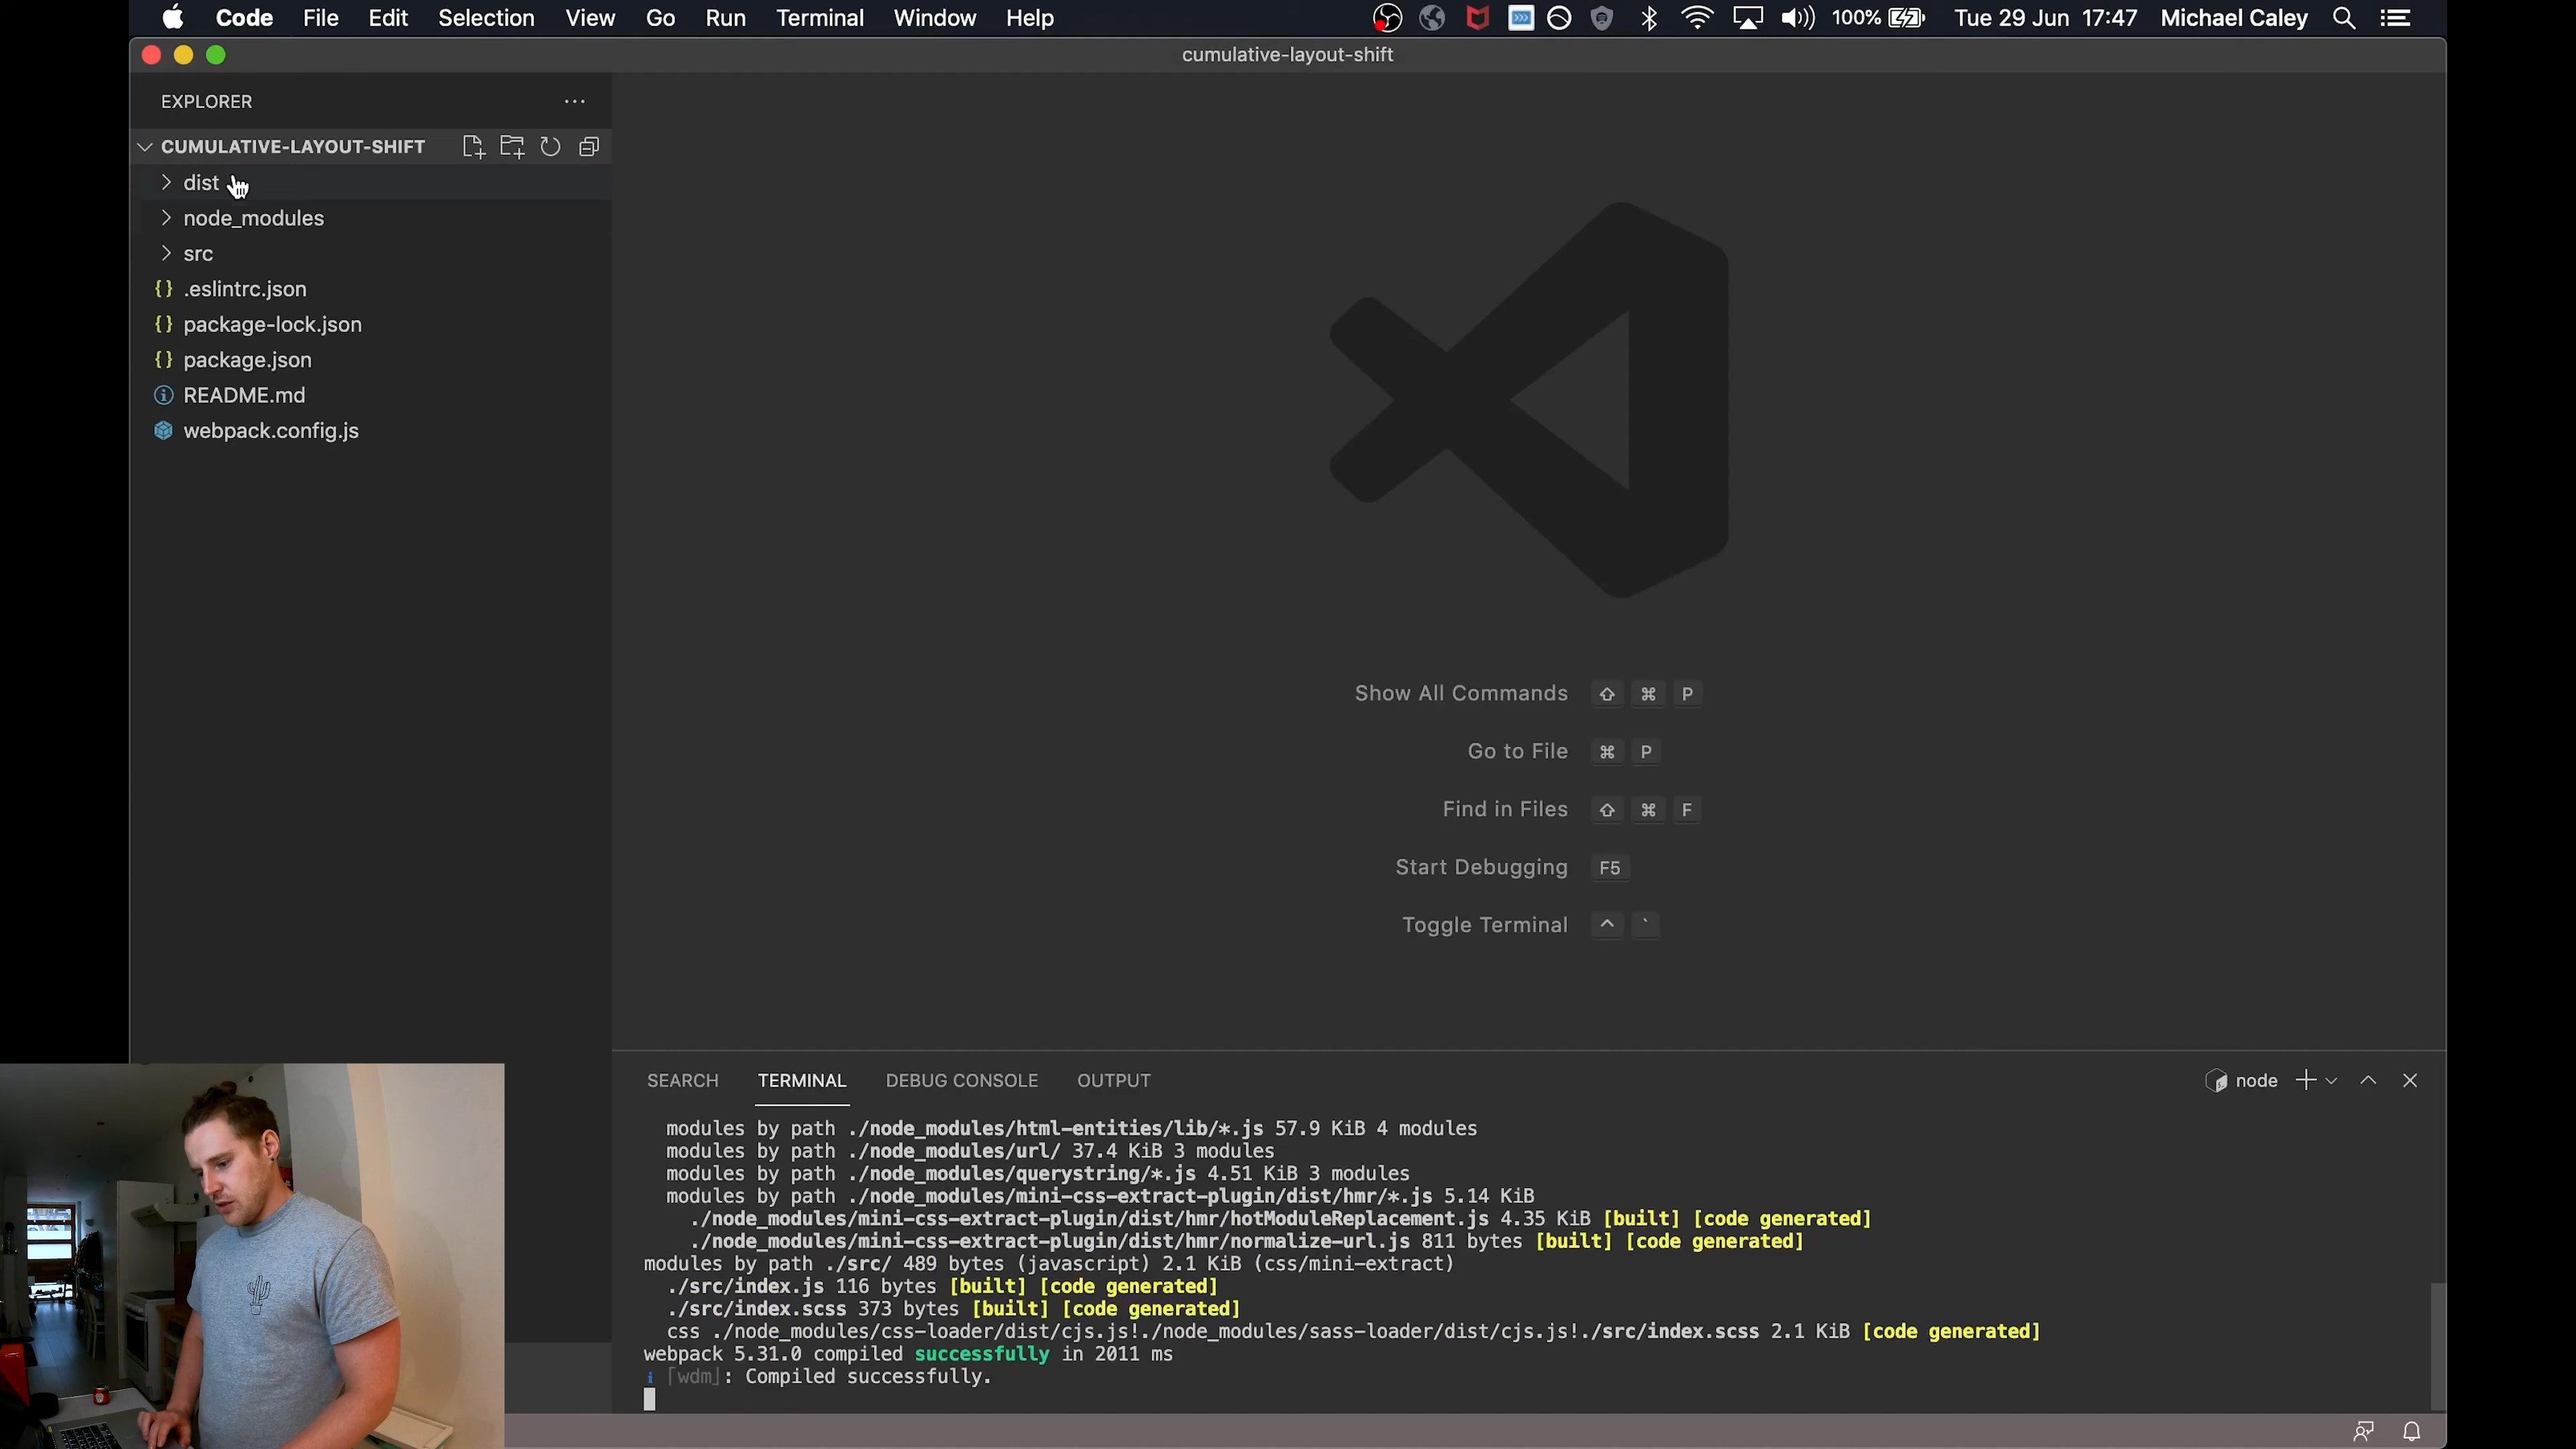 Code File Edit Selection View Go Run Terminal Window Help 100% Tue 29 Jun 17:47 Michael Caley
cumulative-layout-shift
EXPLORER
CUMULATIVE-LAYOUT-SHIFT
dist
node_modules
src
{} .eslintrc.json
{} package-lock.json
{} package.json
README.md
webpack.config.js
Show All Commands ⇧ ⌘ P
Go to File ⌘ P
Find in Files ⇧ ⌘ F
Start Debugging F5
Toggle Terminal ^ `
SEARCH TERMINAL DEBUG CONSOLE OUTPUT node
modules by path ./node_modules/html-entities/lib/*.js 57.9 KiB 4 modules
modules by path ./node_modules/url/ 37.4 KiB 3 modules
modules by path ./node_modules/querystring/*.js 4.51 KiB 3 modules
modules by path ./node_modules/mini-css-extract-plugin/dist/hmr/*.js 5.14 KiB
./node_modules/mini-css-extract-plugin/dist/hmr/hotModuleReplacement.js 4.35 KiB [built] [code generated]
./node_modules/mini-css-extract-plugin/dist/hmr/normalize-url.js 811 bytes [built] [code generated]
modules by path ./src/ 489 bytes (javascript) 2.1 KiB (css/mini-extract)
./src/index.js 116 bytes [built] [code generated]
./src/index.scss 373 bytes [built] [code generated]
css ./node_modules/css-loader/dist/cjs.js!./node_modules/sass-loader/dist/cjs.js!./src/index.scss 2.1 KiB [code generated]
webpack 5.31.0 compiled successfully in 2011 ms
i ｢wdm｣: Compiled successfully.